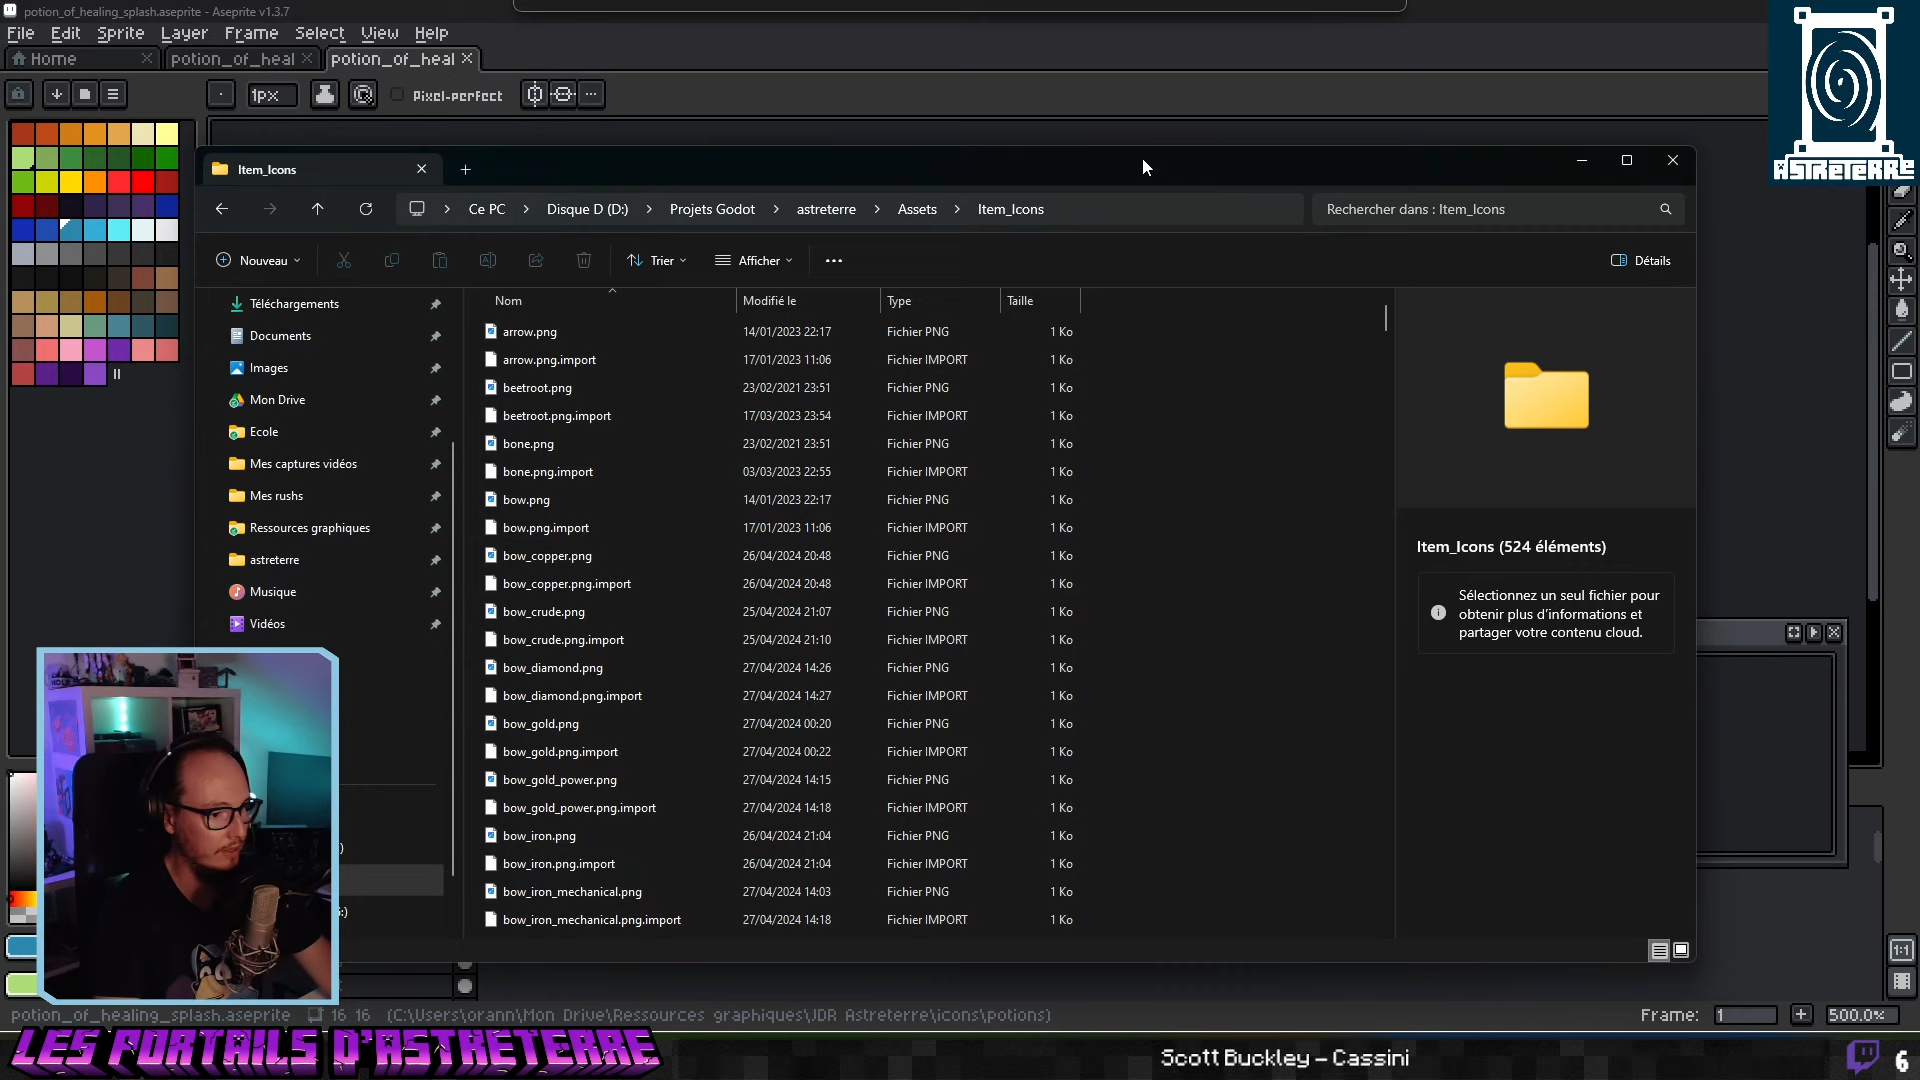 potion_of_healing_splash.aseprite - Aseprite v1.3.7
File Edit Sprite Layer Frame Select View Help
Home potion_of_heal potion_of_heal
1px Pixel-perfect
ASTRETERRE
Item_Icons
Ce PC Disque D (D:) Projets Godot astreterre Assets Item_Icons Rechercher dans : Item_Icons
Nouveau Trier Afficher Détails
Nom Modifié le Type Taille
Téléchargements
Documents
Images
Mon Drive
Ecole
Mes captures vidéos
Mes rushs
Ressources graphiques
astreterre
Musique
Vidéos
arrow.png 14/01/2023 22:17 Fichier PNG 1 Ko
arrow.png.import 17/01/2023 11:06 Fichier IMPORT 1 Ko
beetroot.png 23/02/2021 23:51 Fichier PNG 1 Ko
beetroot.png.import 17/03/2023 23:54 Fichier IMPORT 1 Ko
bone.png 23/02/2021 23:51 Fichier PNG 1 Ko
bone.png.import 03/03/2023 22:55 Fichier IMPORT 1 Ko
bow.png 14/01/2023 22:17 Fichier PNG 1 Ko
bow.png.import 17/01/2023 11:06 Fichier IMPORT 1 Ko
bow_copper.png 26/04/2024 20:48 Fichier PNG 1 Ko
bow_copper.png.import 26/04/2024 20:48 Fichier IMPORT 1 Ko
bow_crude.png 25/04/2024 21:07 Fichier PNG 1 Ko
bow_crude.png.import 25/04/2024 21:10 Fichier IMPORT 1 Ko
bow_diamond.png 27/04/2024 14:26 Fichier PNG 1 Ko
bow_diamond.png.import 27/04/2024 14:27 Fichier IMPORT 1 Ko
bow_gold.png 27/04/2024 00:20 Fichier PNG 1 Ko
bow_gold.png.import 27/04/2024 00:22 Fichier IMPORT 1 Ko
bow_gold_power.png 27/04/2024 14:15 Fichier PNG 1 Ko
bow_gold_power.png.import 27/04/2024 14:18 Fichier IMPORT 1 Ko
bow_iron.png 26/04/2024 21:04 Fichier PNG 1 Ko
bow_iron.png.import 26/04/2024 21:04 Fichier IMPORT 1 Ko
bow_iron_mechanical.png 27/04/2024 14:03 Fichier PNG 1 Ko
bow_iron_mechanical.png.import 27/04/2024 14:18 Fichier IMPORT 1 Ko
Item_Icons (524 éléments)
Sélectionnez un seul fichier pour
obtenir plus d'informations et
partager votre contenu cloud.
1:1
potion_of_healing_splash.aseprite 16 16 (C:\Users\orann\Mon Drive\Ressources graphiques\JDR Astreterre\icons\potions) Frame: 1 500.0%
LES PORTAILS D'ASTRETERRE
Scott Buckley – Cassini
6